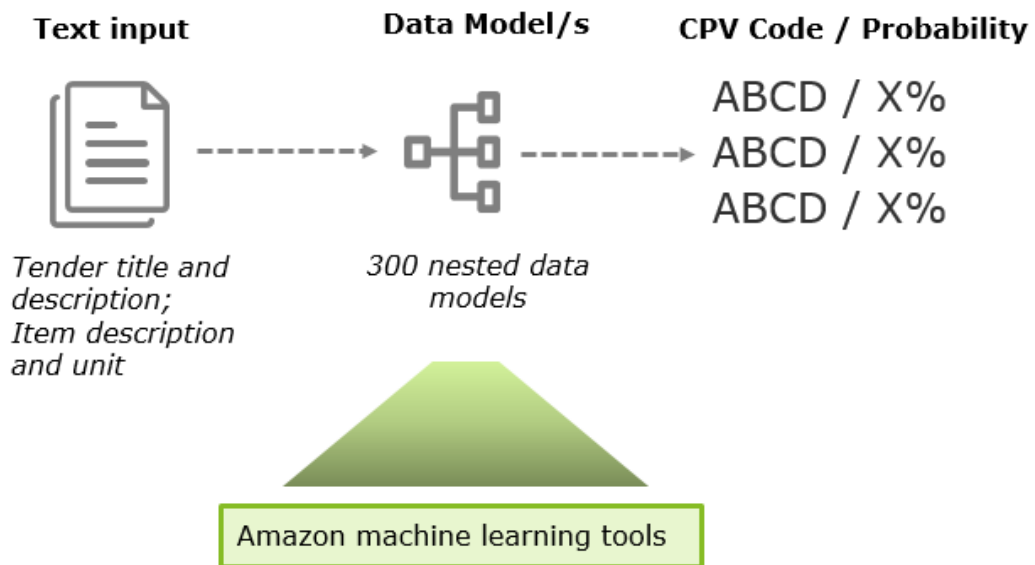 Text input
Data Model/s
CPV Code / Probability
ABCD / X%
ABCD / X%
ABCD / X%
Tender title and
description;
Item description
and unit
300 nested data
models
Amazon machine learning tools